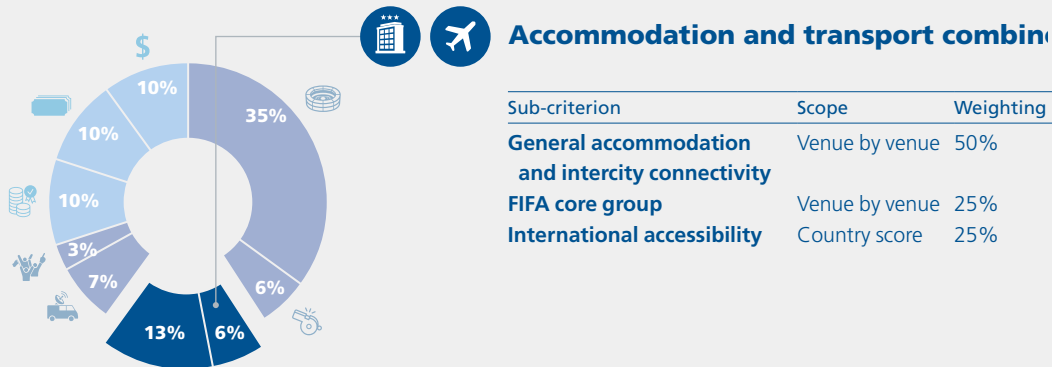 $
Accommodation and transport combin
Sub-criterion Scope Weighting
General accommodation
and intercity connectivity Venue by venue 50%
FIFA core group Venue by venue 25%
International accessibility Country score 25%
10%
35%
10%
10%
3%
7%
6%
13%
6%